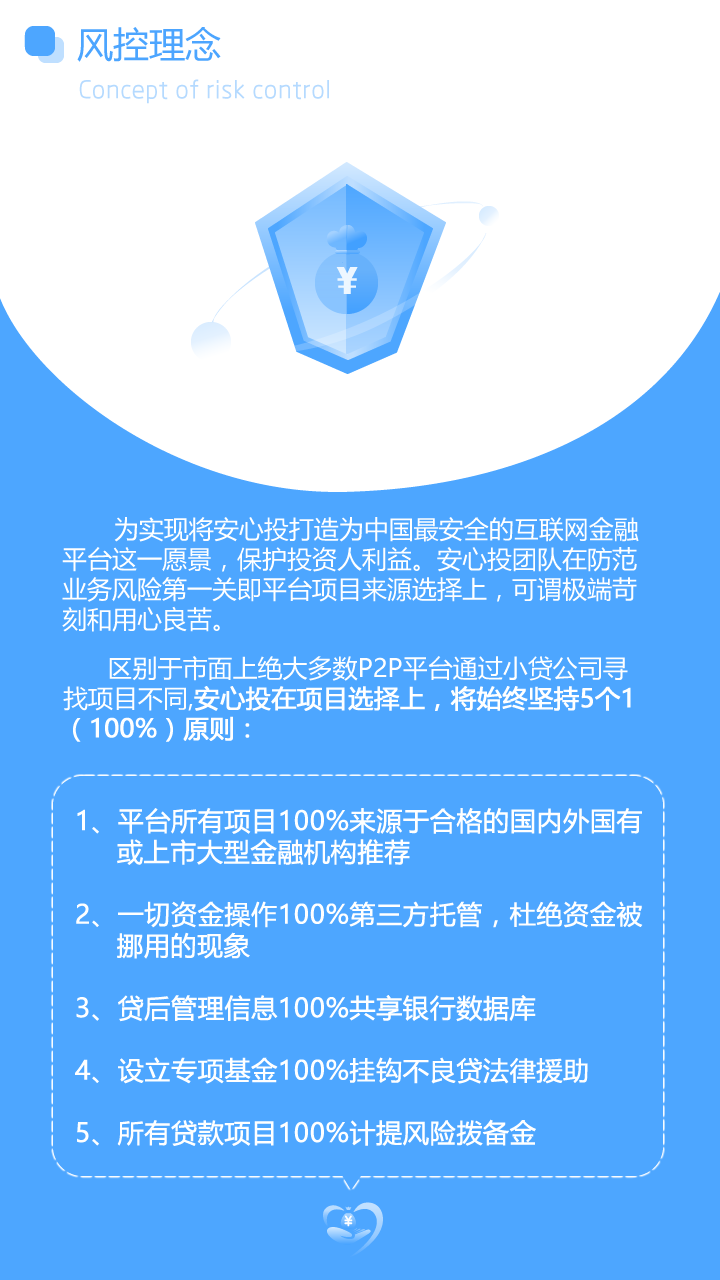 风控理念
Concept of risk control
¥
为实现将安心投打造为中国最安全的互联网金融
平台这一愿景，保护投资人利益。安心投团队在防范
业务风险第一关即平台项目来源选择上，可谓极端苛
刻和用心良苦。
区别于市面上绝大多数P2P平台通过小贷公司寻
找项目不同,安心投在项目选择上，将始终坚持5个1
（100%）原则：
1、平台所有项目100%来源于合格的国内外国有
或上市大型金融机构推荐
2、一切资金操作100%第三方托管，杜绝资金被
挪用的现象
3、贷后管理信息100%共享银行数据库
4、设立专项基金100%挂钩不良贷法律援助
5、所有贷款项目100%计提风险拨备金
¥